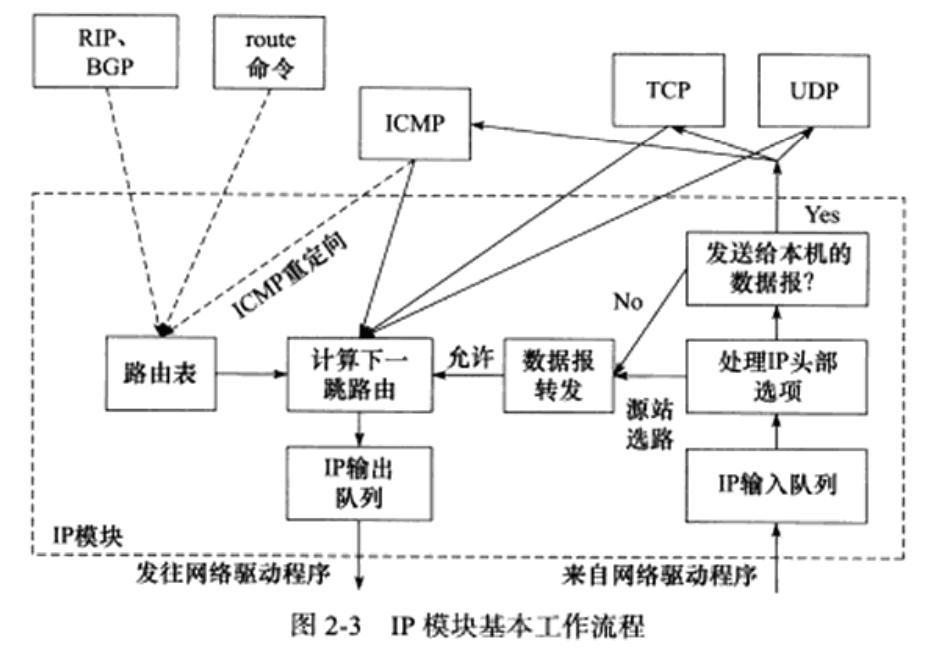 RIP、
BGP
route
命令
ICMP
TCP
UDP
Yes
发送给本机的
数据报？
ICMP重定向
No
路由表
计算下一
跳路由
允许
数据报
转发
处理IP头部
选项
源站
选路
IP输出
队列
IP输入队列
IP模块
发往网络驱动程序
来自网络驱动程序
图 2-3 IP 模块基本工作流程